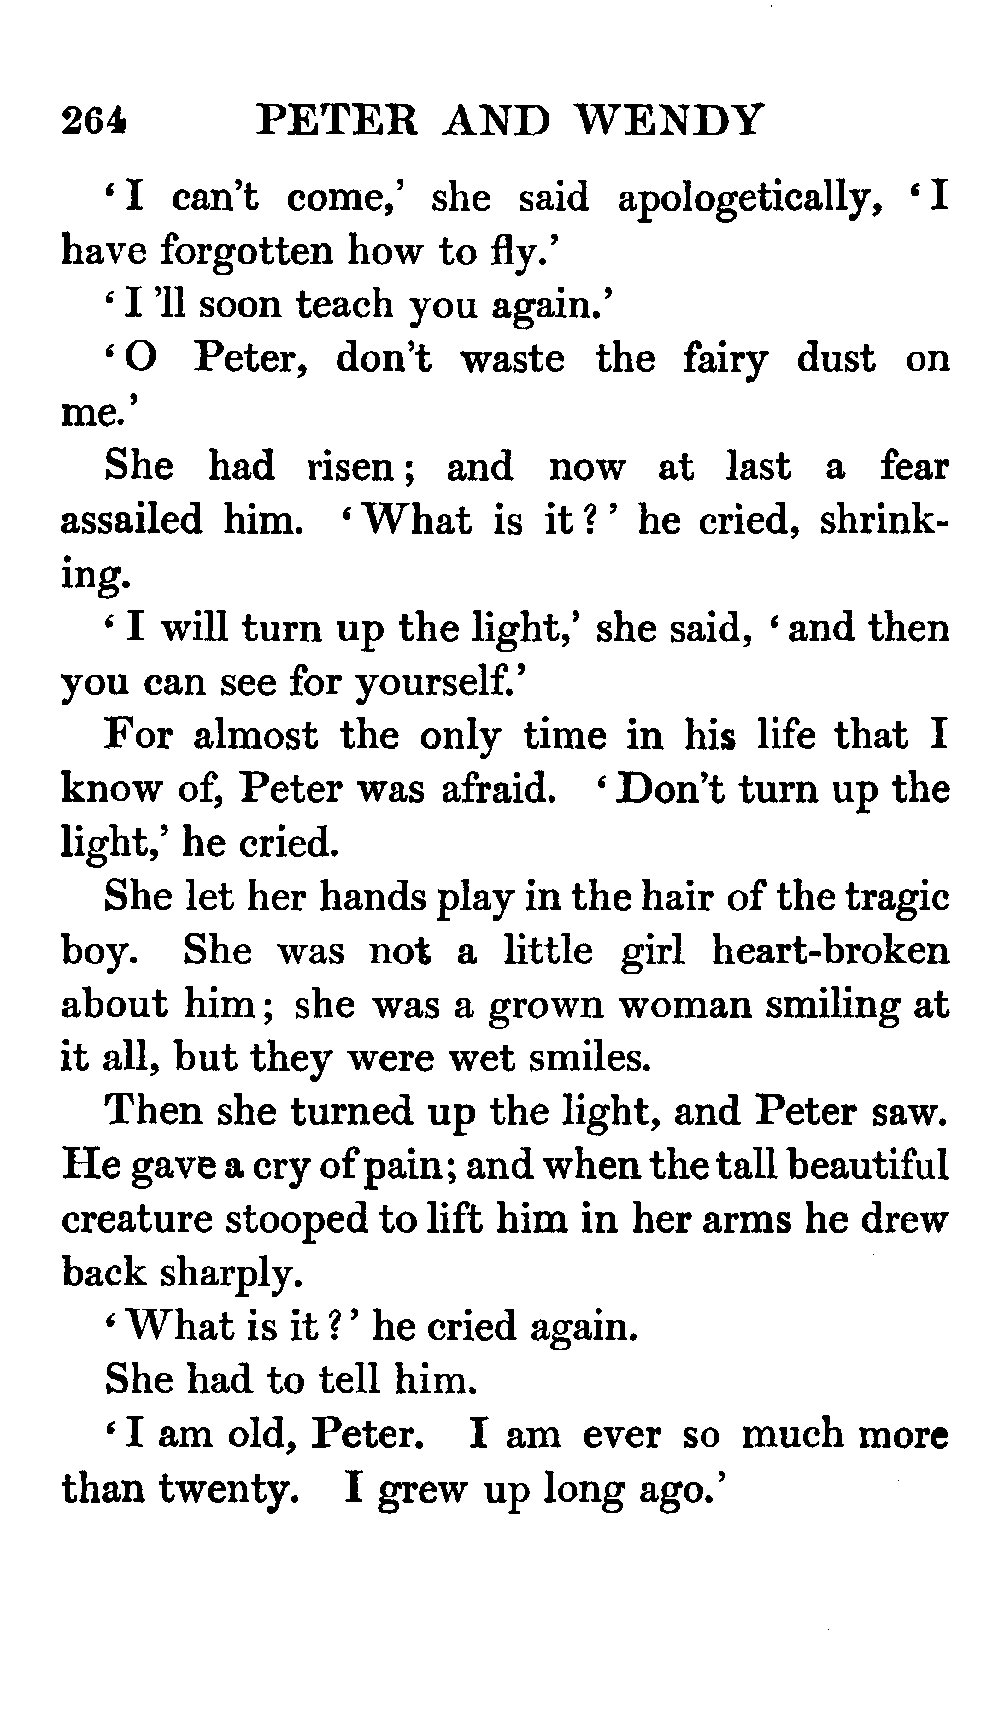 264 PETER AND WENDY
‘I can't come,’ she said apologetically, ‘I
have forgotten how to fly.’
‘I 'll soon teach you again.’
‘O Peter, don't waste the fairy dust on
me.’
She had risen; and now at last a fear
assailed him. ‘What is it?’ he cried, shrink-
ing.
‘I will turn up the light,’ she said, ‘and then
you can see for yourself.’
For almost the only time in his life that I
know of, Peter was afraid. ‘Don't turn up the
light,’ he cried.
She let her hands play in the hair of the tragic
boy. She was not a little girl heart-broken
about him; she was a grown woman smiling at
it all, but they were wet smiles.
Then she turned up the light, and Peter saw.
He gave a cry of pain; and when the tall beautiful
creature stooped to lift him in her arms he drew
back sharply.
‘What is it?’ he cried again.
She had to tell him.
‘I am old, Peter. I am ever so much more
than twenty. I grew up long ago.’